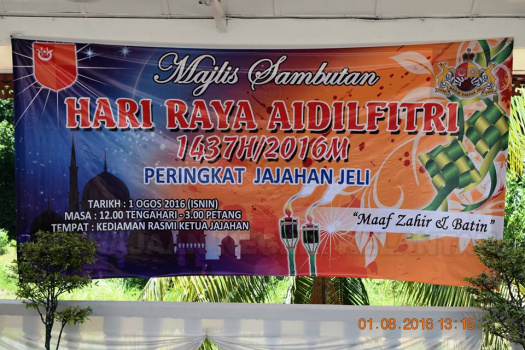 Majlis Sambutan
HARI RAYA AIDILFITRI
1437H/2016M
PERINGKAT JAJAHAN JELI
TARIKH : 1 OGOS 2016 (ISNIN)
MASA : 12.00 TENGAHARI - 3.00 PETANG
TEMPAT : KEDIAMAN RASMI KETUA JAJAHAN
"Maaf Zahir & Batin"
01.08.2016 13:16